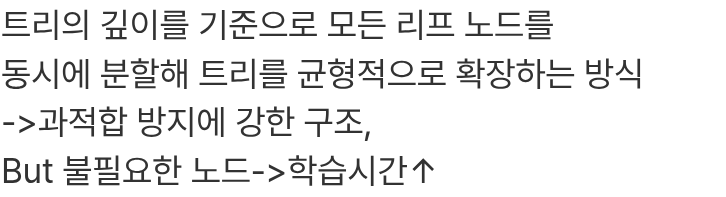 트리의 깊이를 기준으로 모든 리프 노드를
동시에 분할해 트리를 균형적으로 확장하는 방식
->과적합 방지에 강한 구조,
But 불필요한 노드->학습시간↑